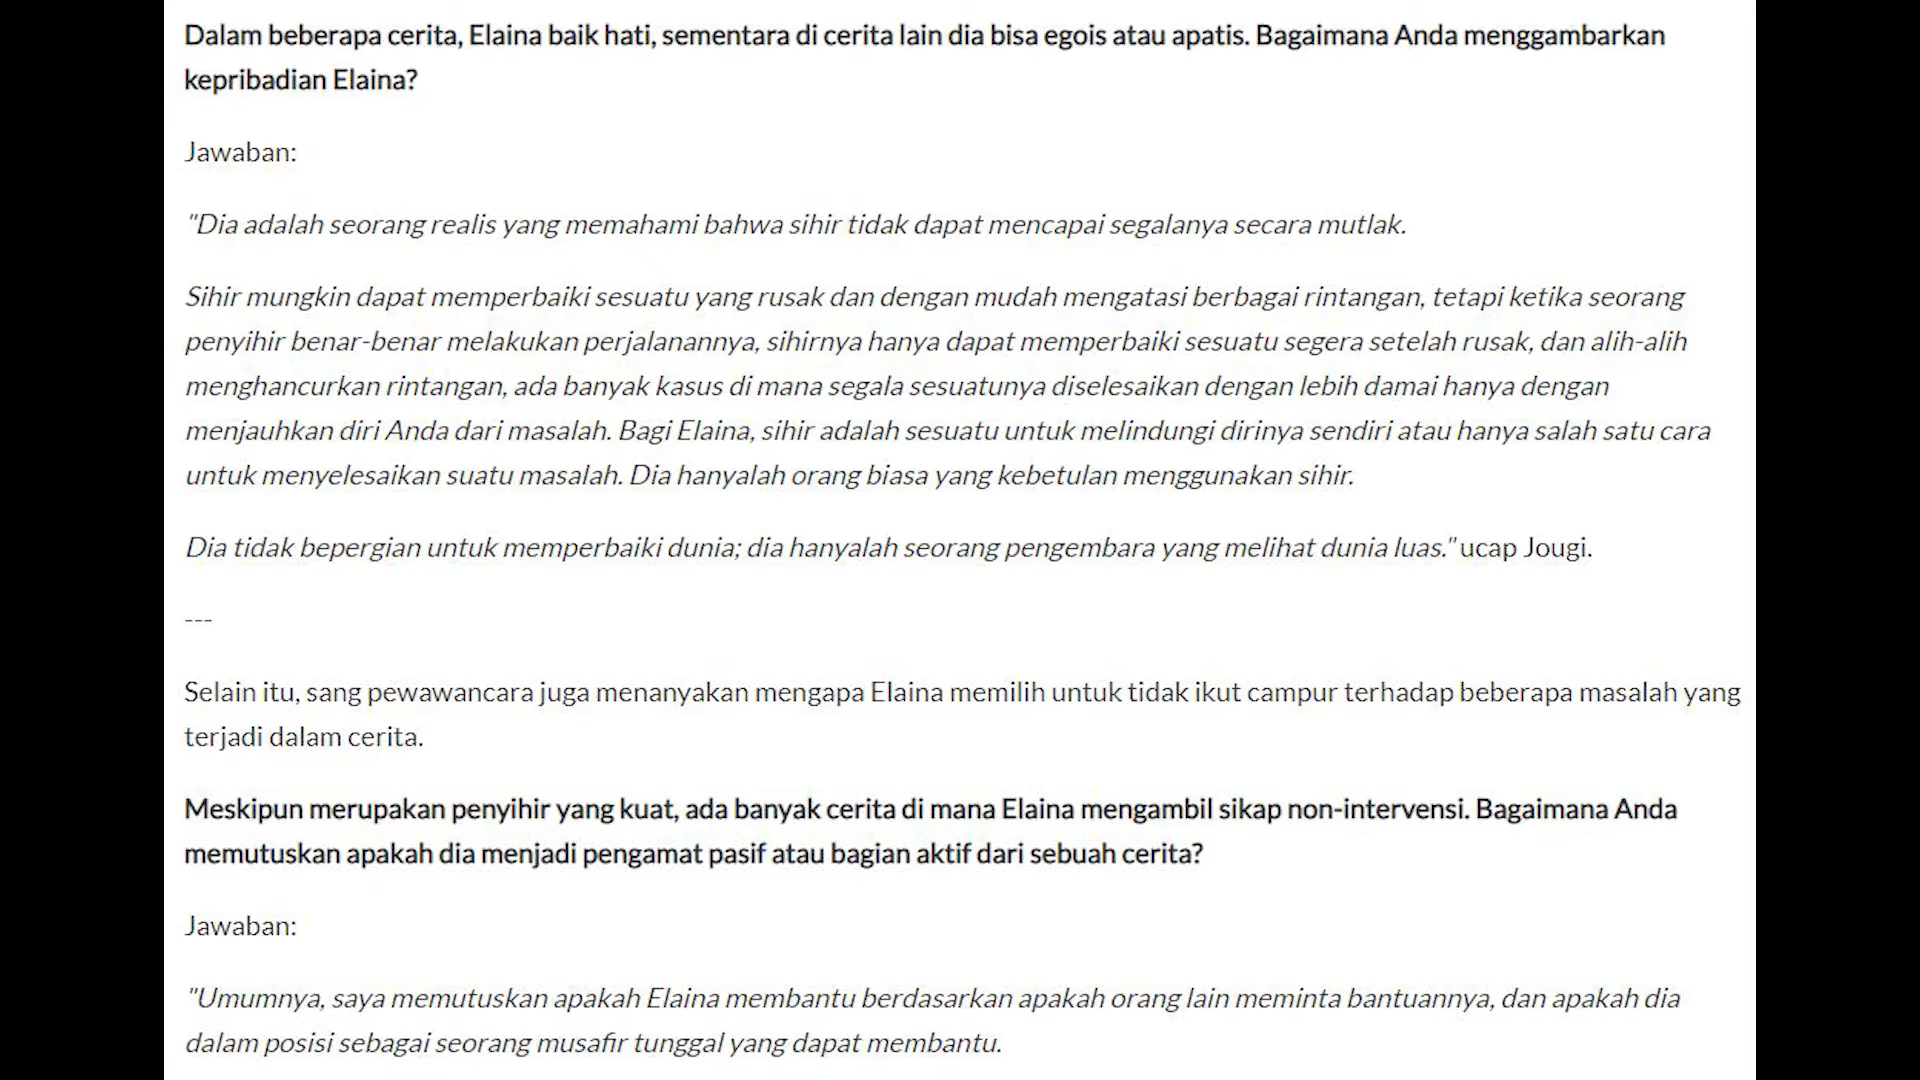 Dalam beberapa cerita, Elaina baik hati, sementara di cerita lain dia bisa egois atau apatis. Bagaimana Anda menggambarkan
kepribadian Elaina?
Jawaban:
"Dia adalah seorang realis yang memahami bahwa sihir tidak dapat mencapai segalanya secara mutlak.
Sihir mungkin dapat memperbaiki sesuatu yang rusak dan dengan mudah mengatasi berbagai rintangan, tetapi ketika seorang
penyihir benar-benar melakukan perjalanannya, sihirnya hanya dapat memperbaiki sesuatu segera setelah rusak, dan alih-alih
menghancurkan rintangan, ada banyak kasus di mana segala sesuatunya diselesaikan dengan lebih damai hanya dengan
menjauhkan diri Anda dari masalah. Bagi Elaina, sihir adalah sesuatu untuk melindungi dirinya sendiri atau hanya salah satu cara
untuk menyelesaikan suatu masalah. Dia hanyalah orang biasa yang kebetulan menggunakan sihir.
Dia tidak bepergian untuk memperbaiki dunia; dia hanyalah seorang pengembara yang melihat dunia luas." ucap Jougi.
---
Selain itu, sang pewawancara juga menanyakan mengapa Elaina memilih untuk tidak ikut campur terhadap beberapa masalah yang
terjadi dalam cerita.
Meskipun merupakan penyihir yang kuat, ada banyak cerita di mana Elaina mengambil sikap non-intervensi. Bagaimana Anda
memutuskan apakah dia menjadi pengamat pasif atau bagian aktif dari sebuah cerita?
Jawaban:
"Umumnya, saya memutuskan apakah Elaina membantu berdasarkan apakah orang lain meminta bantuannya, dan apakah dia
dalam posisi sebagai seorang musafir tunggal yang dapat membantu.